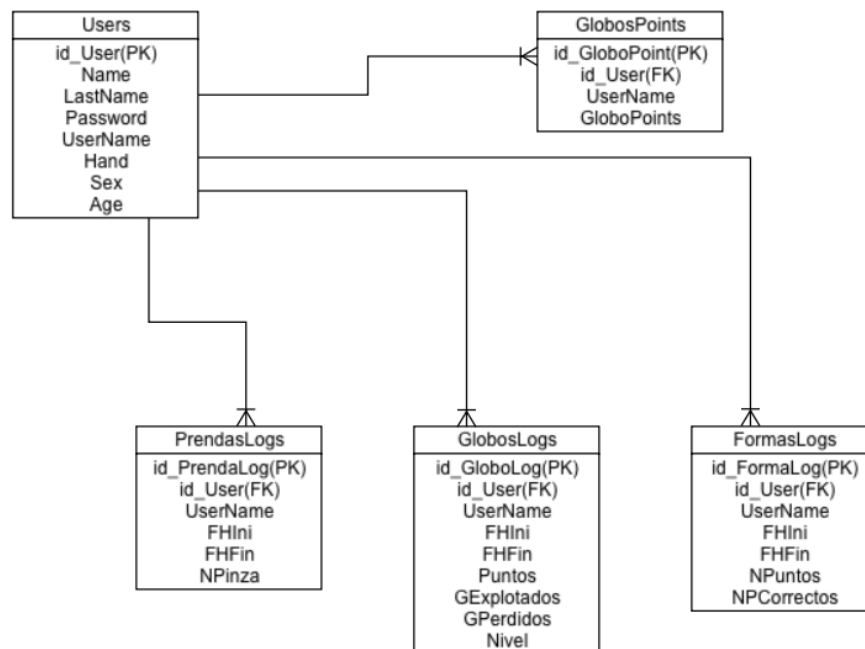 Users
id_User(PK)
Name
LastName
Password
UserName
Hand
Sex
Age
GlobosPoints
id_GloboPoint(PK)
id_User(FK)
UserName
GloboPoints
PrendasLogs
id_PrendaLog(PK)
id_User(FK)
UserName
FHIni
FHFin
NPinza
GlobosLogs
id_GloboLog(PK)
id_User(FK)
UserName
FHIni
FHFin
Puntos
GExplotados
GPerdidos
Nivel
FormasLogs
id_FormaLog(PK)
id_User(FK)
UserName
FHIni
FHFin
NPuntos
NPCorrectos